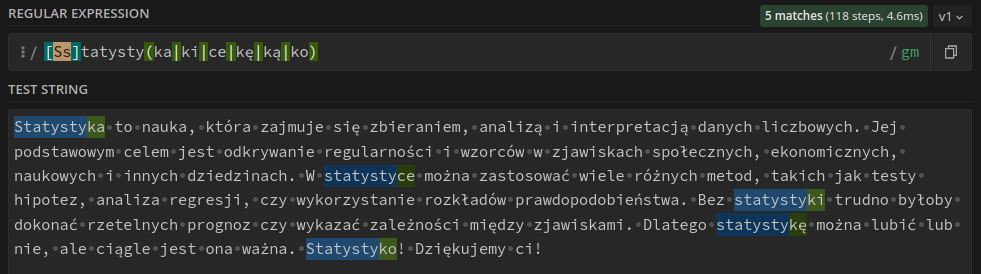 REGULAR EXPRESSION 5 matches (118 steps, 4.6ms) v1
/ [Ss]tatysty(ka|ki|ce|kę|ką|ko) / gm
TEST STRING
Statystyka to nauka, która zajmuje się zbieraniem, analizą i interpretacją danych liczbowych. Jej
podstawowym celem jest odkrywanie regularności i wzorców w zjawiskach społecznych, ekonomicznych,
naukowych i innych dziedzinach. W statystyce można zastosować wiele różnych metod, takich jak testy
hipotez, analiza regresji, czy wykorzystanie rozkładów prawdopodobieństwa. Bez statystyki trudno byłoby
dokonać rzetelnych prognoz czy wykazać zależności między zjawiskami. Dlatego statystykę można lubić lub
nie, ale ciągle jest ona ważna. Statystyko! Dziękujemy ci!